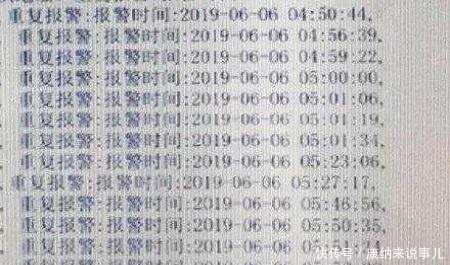 重复报警:报警时间:2019-06-06 04:50:44,
重复报警:报警时间:2019-06-06 04:56:39,
重复报警:报警时间:2019-06-06 04:59:22,
重复报警:报警时间:2019-06-06 05:00:00,
重复报警:报警时间:2019-06-06 05:01:06,
重复报警:报警时间:2019-06-06 05:01:19,
重复报警:报警时间:2019-06-06 05:01:34,
重复报警:报警时间:2019-06-06 05:23:06,
重复报警:报警时间:2019-06-06 05:27:17,
重复报警:报警时间:2019-06-06 05:46:56,
重复报警:报警时间:2019-06-06 05:50:35,
重复报警:报警时间:2019-06-06
快传号/康纳来说事儿